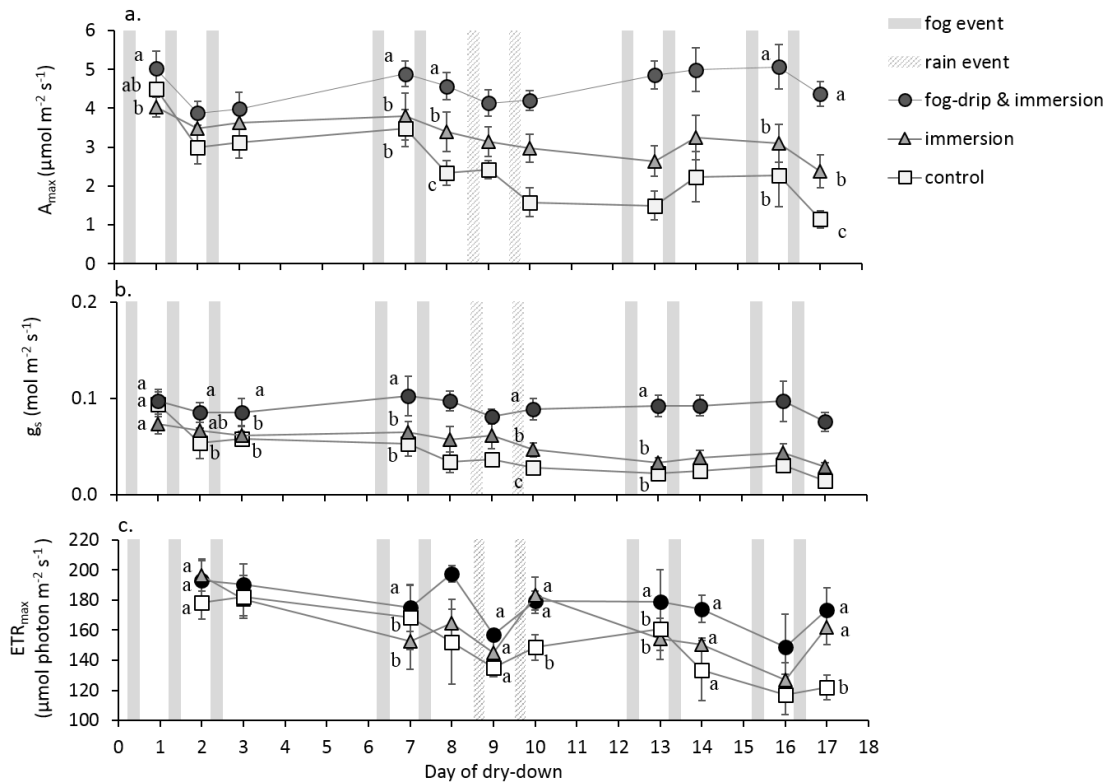 a.
6
5
4
3
2
1
0
Amax (µmol m-2 s-1)
a
ab
b
a
b
b
a
b
c
a
b
b
a
b
c
fog event
rain event
fog-drip & immersion
immersion
control
b.
0.2
0.1
0.0
gs (mol m-2 s-1)
a
a
a
a
ab
b
a
b
b
a
b
b
a
b
c
a
b
c.
220
200
180
160
140
120
100
ETRmax
(µmol photon m-2 s-1)
a
a
a
a
b
b
a
a
a
a
a
b
a
b
b
a
a
a
a
a
b
0 1 2 3 4 5 6 7 8 9 10 11 12 13 14 15 16 17 18
Day of dry-down